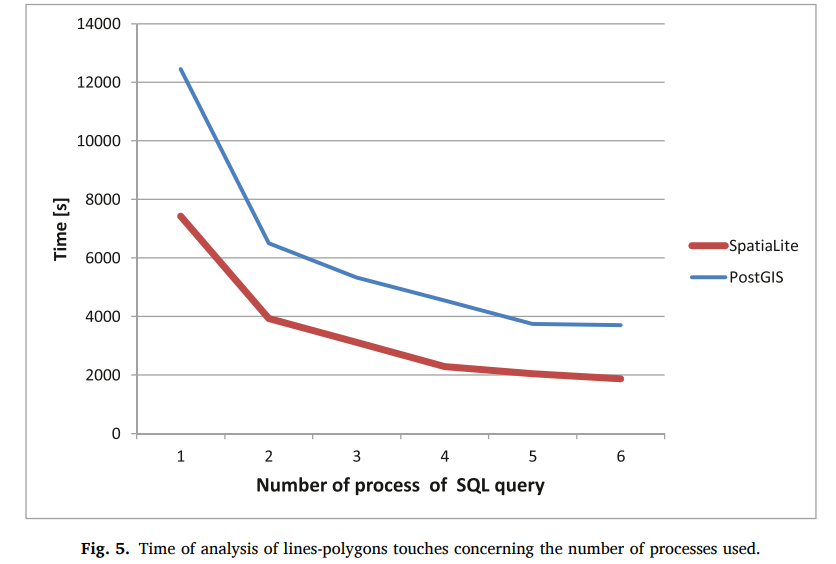 14000
12000
10000
8000
6000
4000
2000
0
Time [s]
1 2 3 4 5 6
Number of process of SQL query
SpatiaLite
PostGIS
Fig. 5. Time of analysis of lines-polygons touches concerning the number of processes used.